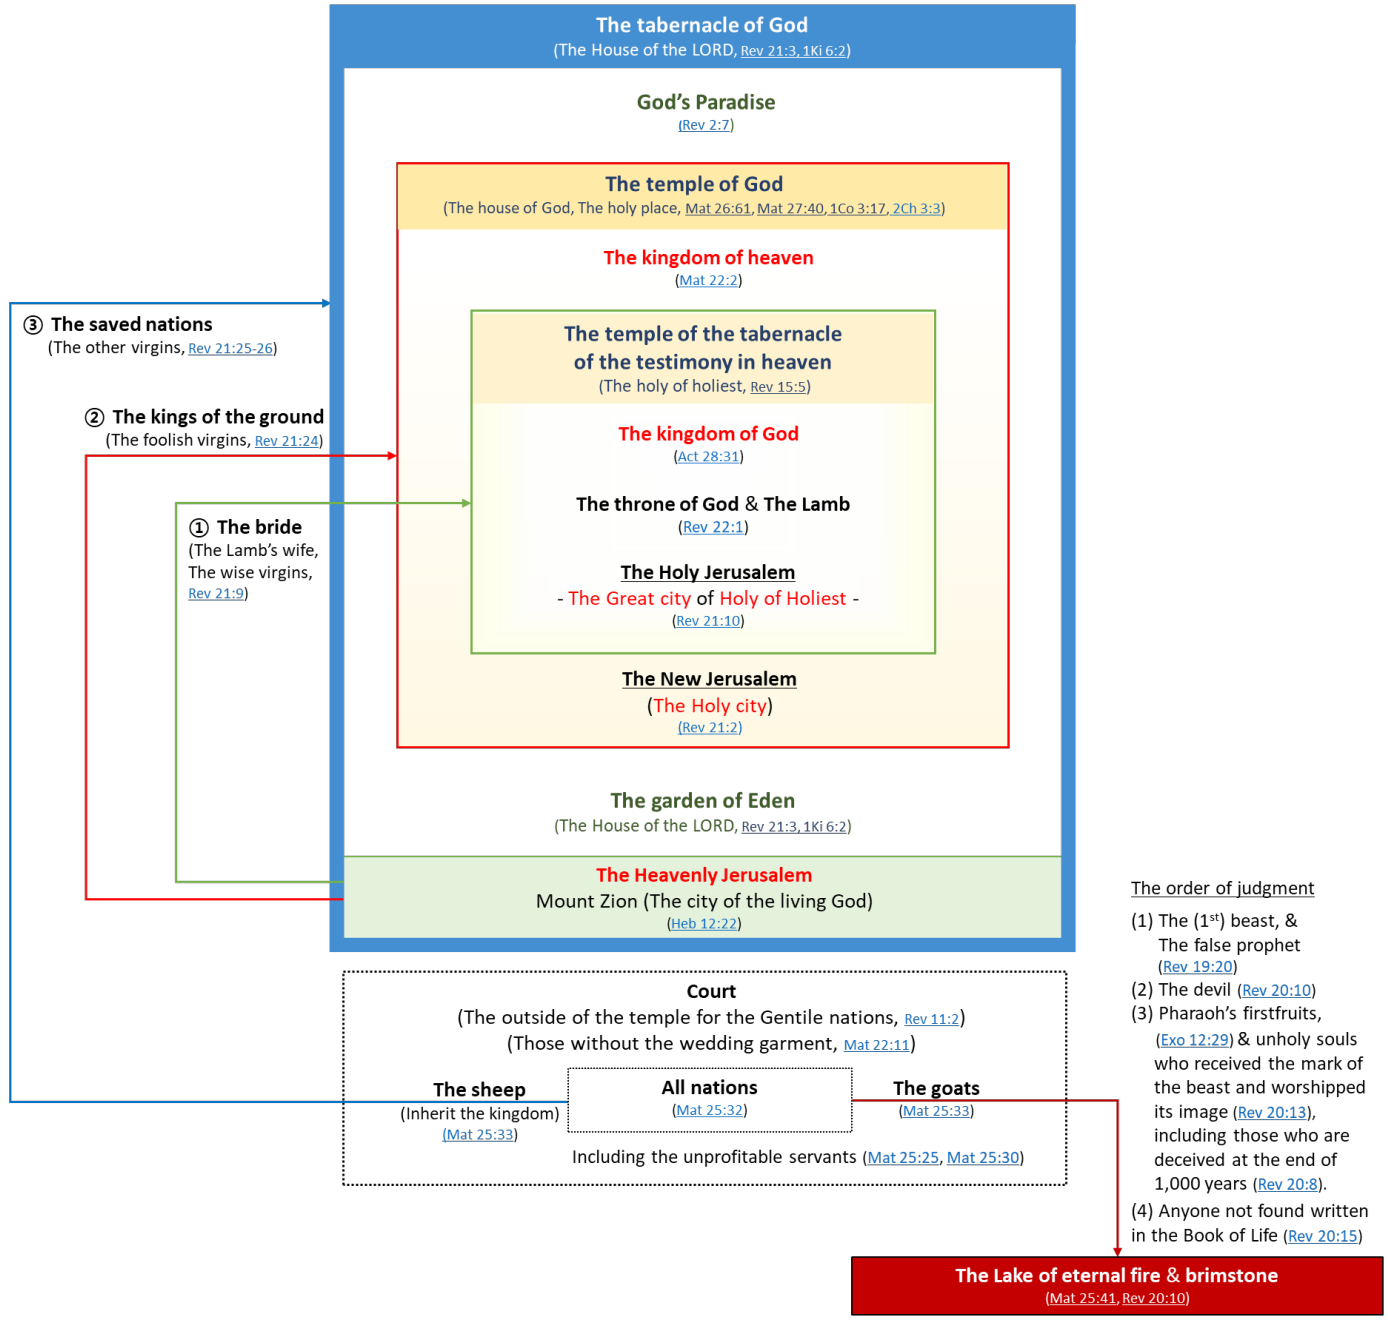 The tabernacle of God
(The House of the LORD, Rev 21:3, 1Ki 6:2)
God's Paradise
(Rev 2:7)
The temple of God
(The house of God, The holy place, Mat 26:61, Mat 27:40, 1Co 3:17, 2Ch 3:3)
The kingdom of heaven
(Mat 22:2)
The temple of the tabernacle
of the testimony in heaven
(The holy of holiest, Rev 15:5)
The kingdom of God
(Act 28:31)
The throne of God & The Lamb
(Rev 22:1)
The Holy Jerusalem
- The Great city of Holy of Holiest -
(Rev 21:10)
The New Jerusalem
(The Holy city)
(Rev 21:2)
The garden of Eden
(The House of the LORD, Rev 21:3, 1Ki 6:2)
The Heavenly Jerusalem
Mount Zion (The city of the living God)
(Heb 12:22)
③ The saved nations
(The other virgins, Rev 21:25-26)
② The kings of the ground
(The foolish virgins, Rev 21:24)
① The bride
(The Lamb's wife,
The wise virgins,
Rev 21:9)
Court
(The outside of the temple for the Gentile nations, Rev 11:2)
(Those without the wedding garment, Mat 22:11)
The sheep
(Inherit the kingdom)
(Mat 25:33)
All nations
(Mat 25:32)
The goats
(Mat 25:33)
Including the unprofitable servants (Mat 25:25, Mat 25:30)
The order of judgment
(1) The (1st) beast, &
The false prophet
(Rev 19:20)
(2) The devil (Rev 20:10)
(3) Pharaoh's firstfruits,
(Exo 12:29) & unholy souls
who received the mark of
the beast and worshipped
its image (Rev 20:13),
including those who are
deceived at the end of
1,000 years (Rev 20:8).
(4) Anyone not found written
in the Book of Life (Rev 20:15)
The Lake of eternal fire & brimstone
(Mat 25:41, Rev 20:10)